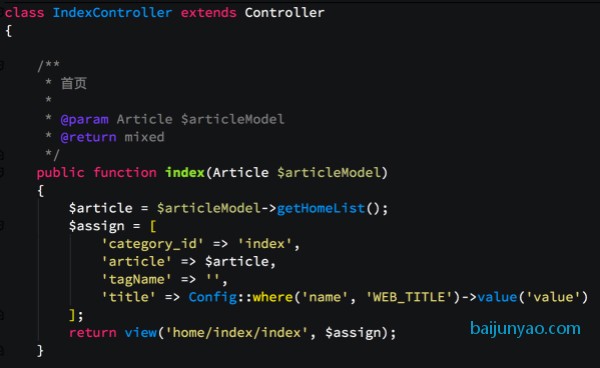 class IndexController extends Controller
{
/**
* 首页
*
* @param Article $articleModel
* @return mixed
*/
public function index(Article $articleModel)
{
$article = $articleModel->getHomeList();
$assign = [
'category_id' => 'index',
'article' => $article,
'tagName' => '',
'title' => Config::where('name', 'WEB_TITLE')->value('value')
];
return view('home/index/index', $assign);
}
baijunyao.com